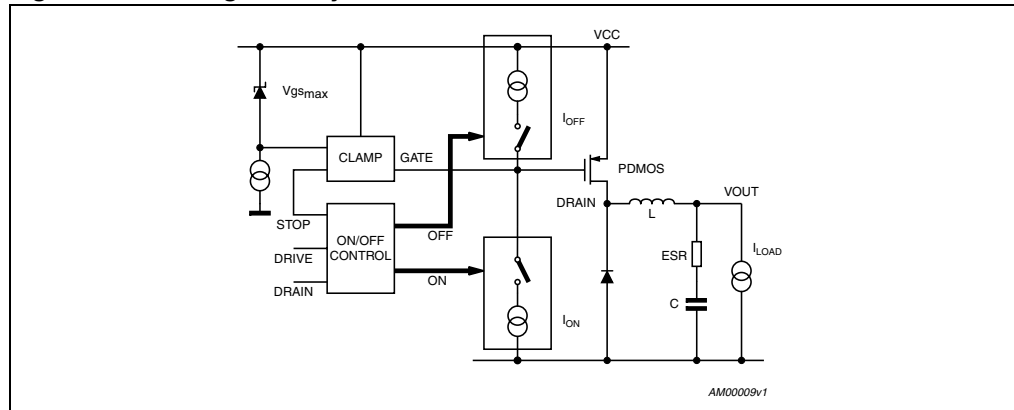 VCC
Vgsmax
IOFF
CLAMP
GATE
PDMOS
DRAIN
VOUT
L
STOP
OFF
ON/OFF
CONTROL
ESR
ILOAD
DRIVE
ON
DRAIN
C
ION
AM00009v1